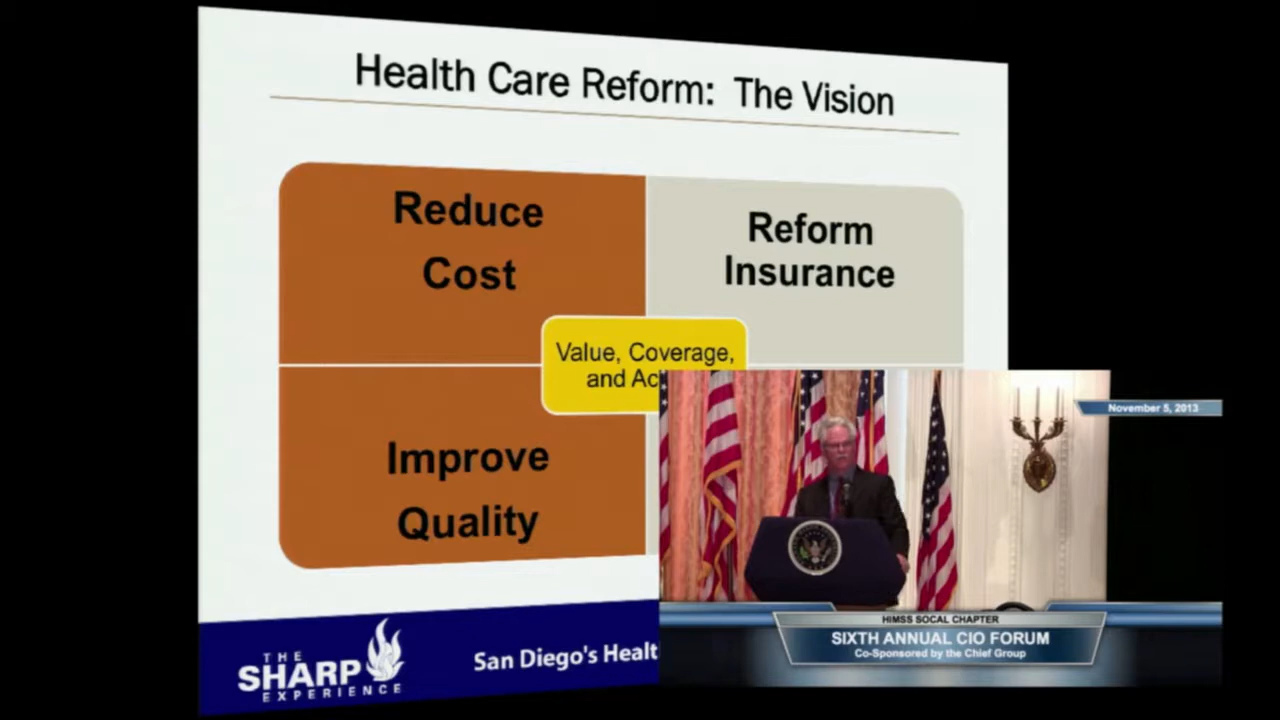 Health Care Reform: The Vision
Reduce
Cost
Reform
Insurance
Value, Coverage,
and Ac
Improve
Quality
November 5, 2013
HIMSS SOCAL CHAPTER
SIXTH ANNUAL CIO FORUM
Co-Sponsored by the Chief Group
THE
SHARP
EXPERIENCE
San Diego's Healt